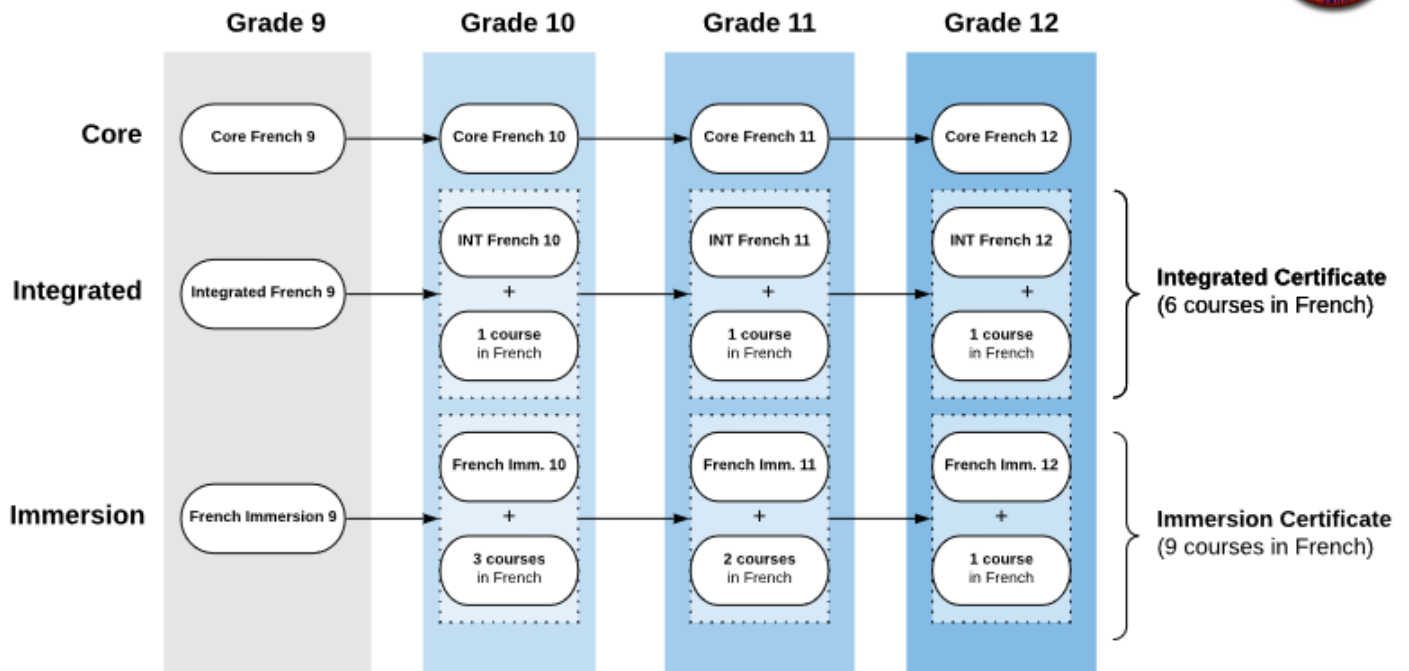 Grade 9
Grade 10
Grade 11
Grade 12
Core
Core French 9
Core French 10
Core French 11
Core French 12
Integrated
Integrated French 9
INT French 10
+
1 course
in French
INT French 11
+
1 course
in French
INT French 12
+
1 course
in French
Integrated Certificate
(6 courses in French)
Immersion
French Immersion 9
French Imm. 10
+
3 courses
in French
French Imm. 11
+
2 courses
in French
French Imm. 12
+
1 course
in French
Immersion Certificate
(9 courses in French)